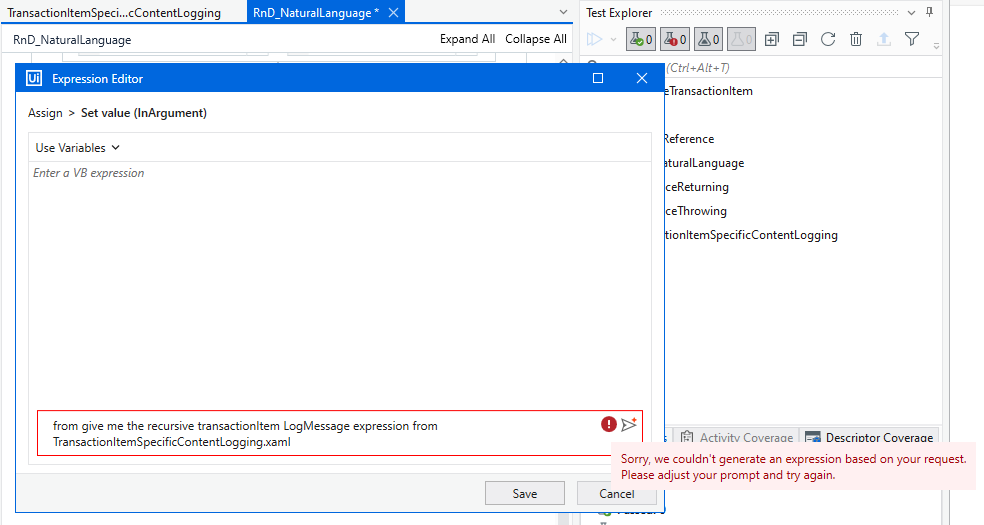 TransactionItemSpeci...cContentLogging
RnD_NaturalLanguage *
RnD_NaturalLanguage
Expand All
Collapse All
Test Explorer
0
0
0
0
(Ctrl+Alt+T)
eTransactionItem
Reference
aturalLanguage
ceReturning
ceThrowing
tionItemSpecificContentLogging
Ui
Expression Editor
Assign > Set value (InArgument)
Use Variables
Enter a VB expression
from give me the recursive transactionItem LogMessage expression from
TransactionItemSpecificContentLogging.xaml
Activity Coverage
Descriptor Coverage
Sorry, we couldn't generate an expression based on your request.
Please adjust your prompt and try again.
Save
Cancel